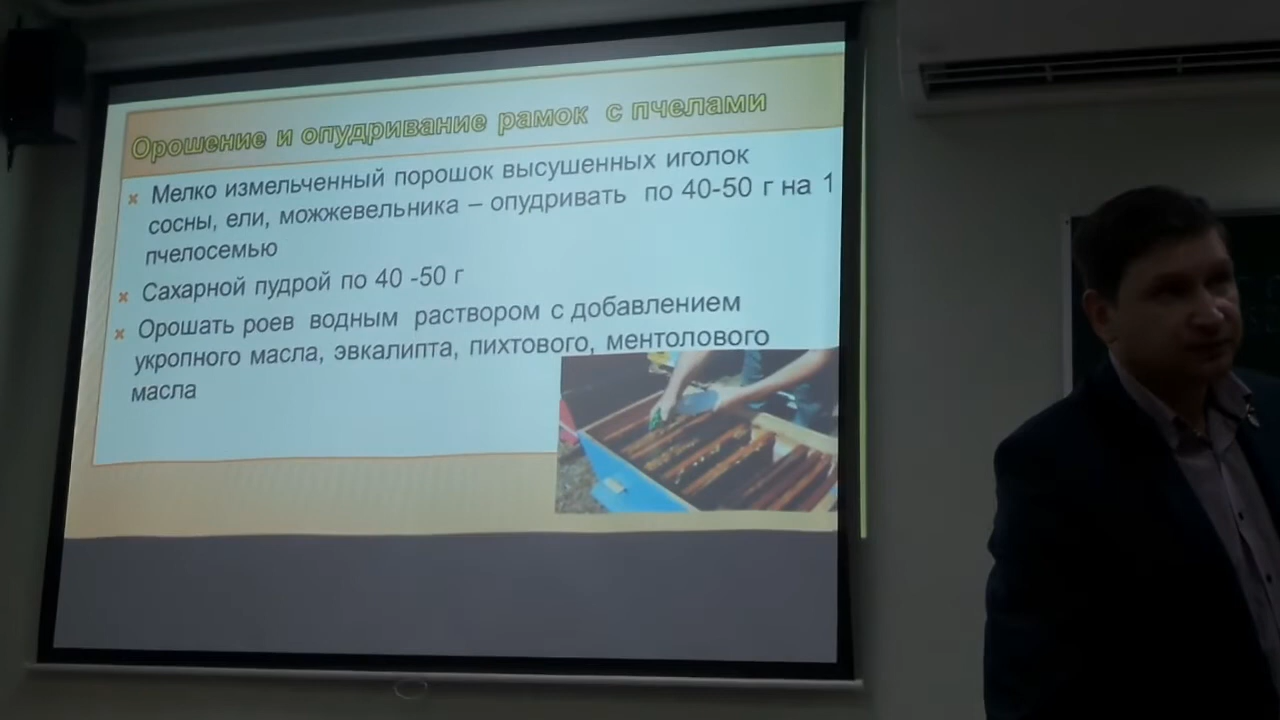 Орошение и опудривание рамок с пчелами
Мелко измельченный порошок высушенных иголок
сосны, ели, можжевельника – опудривать по 40-50 г на 1
пчелосемью
Сахарной пудрой по 40 -50 г
Орошать роев водным раствором с добавлением
укропного масла, эвкалипта, пихтового, ментолового
масла